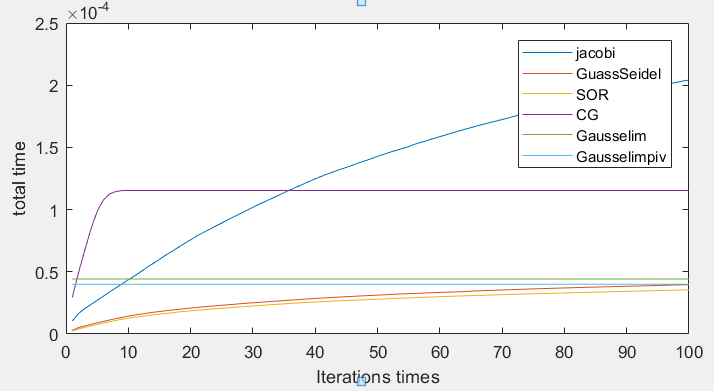 ×10⁻⁴
2.5
2
1.5
1
0.5
0
total time
0 10 20 30 40 50 60 70 80 90 100
Iterations times
jacobi
GuassSeidel
SOR
CG
Gausselim
Gausselimpiv